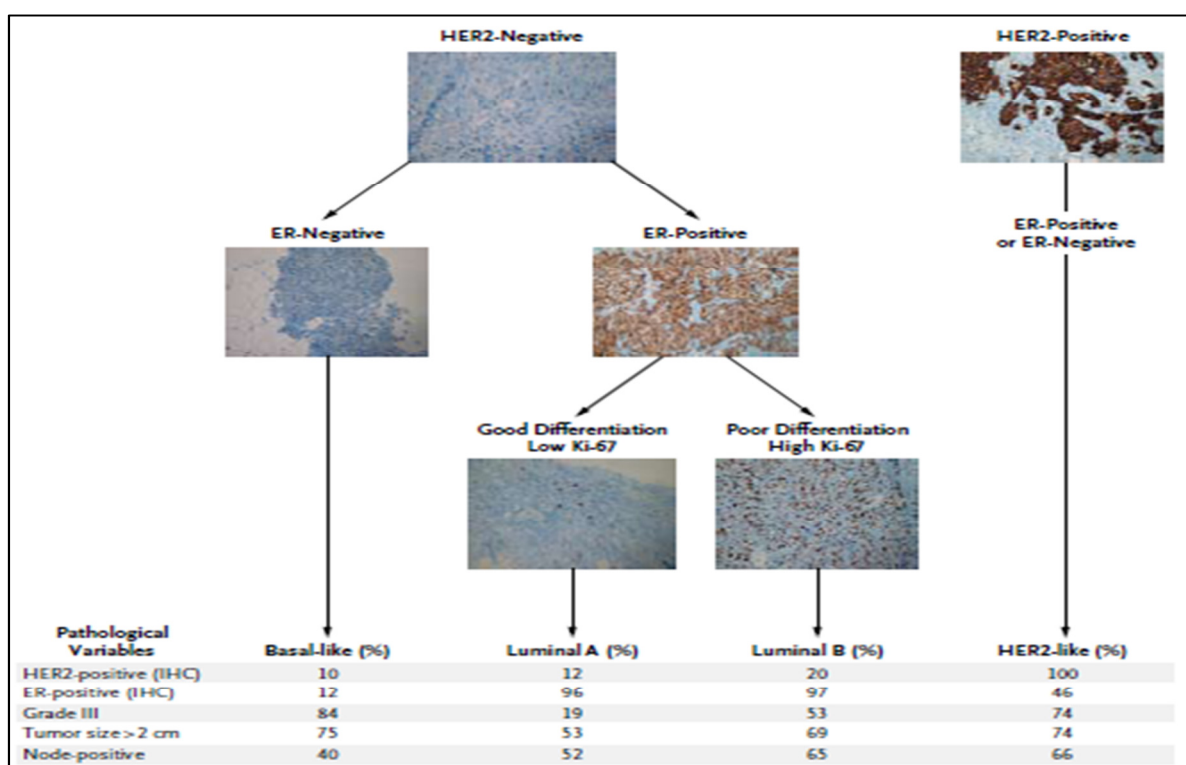 HER2-Negative
HER2-Positive
ER-Negative
ER-Positive
ER-Positive
or ER-Negative
Good Differentiation
Low Ki-67
Poor Differentiation
High Ki-67
Pathological
Variables
Basal-like (%)
Luminal A (%)
Luminal B (%)
HER2-like (%)
HER2-positive (IHC) 10 12 20 100
ER-positive (IHC) 12 96 97 46
Grade III 84 19 53 74
Tumor size>2 cm 75 53 69 74
Node-positive 40 52 65 66